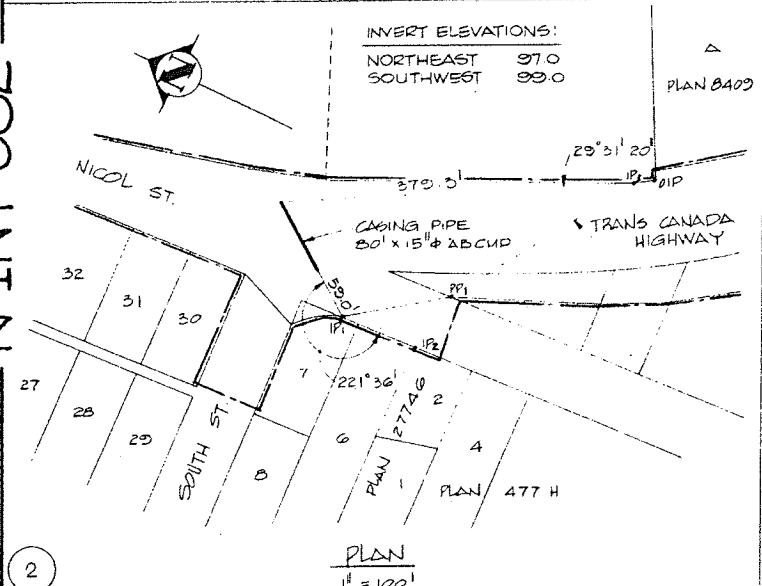 INVERT ELEVATIONS:
NORTHEAST 97.0
SOUTHWEST 99.0
N
PLAN 8409
29°31'20"
NICOL ST.
379.3'
OIP
CASING PIPE
80' x 15"ф ABCMP
TRANS CANADA
HIGHWAY
59.0'
32
31
30
PP1
IP1
IP2
27
28
29
7
221°36'
SOUTH ST.
8
6
PLAN 27746
2
1
4
PLAN 477 H
2
PLAN
1" = 100'